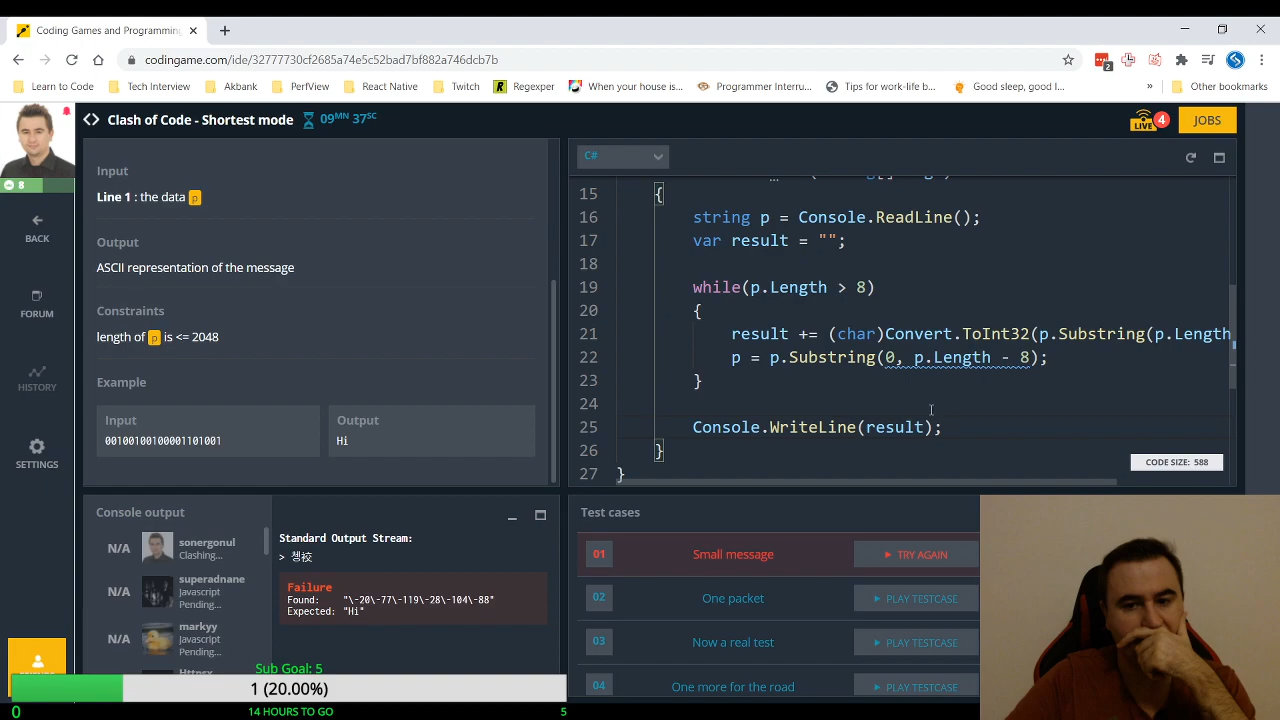 Coding Games and Programming
codingame.com/ide/32777730cf2685a74e5c52bad7bfd92a746dcb7b
2
Learn to Code
Tech Interview
Akbank
PerfView
React Native
Twitch
R
Regexper
When your house is...
Programmer Interru...
Tips for work-life b...
Good sleep, good le...
»
Other bookmarks
Clash of Code - Shortest mode
09MN 37SC
LIVE
4
JOBS
8
BACK
FORUM
HISTORY
SETTINGS
Input
Line 1 : the data p
Output
ASCII representation of the message
Constraints
length of p is <= 2048
Example
Input
00100100100001101001
Output
Hi
C#
15 {
16 string p = Console.ReadLine();
17 var result = "";
18
19 while(p.Length > 8)
20 {
21 result += (char)Convert.ToInt32(p.Substring(p.Length
22 p = p.Substring(0, p.Length - 8);
23 }
24
25 Console.WriteLine(result);
26 }
27 }
CODE SIZE: 588
Console output
N/A
sonergonul
Clashing...
N/A
superadnane
Javascript
Pending...
N/A
markyy
Javascript
Pending...
Standard Output Stream:
Failure
Found: "\-20\-77\-119\-28\-104\-88"
Expected: "Hi"
Test cases
01 Small message TRY AGAIN
02 One packet PLAY TESTCASE
03 Now a real test PLAY TESTCASE
04 One more for the road PLAY TESTCASE
Sub Goal: 5
1 (20.00%)
0
14 HOURS TO GO
5